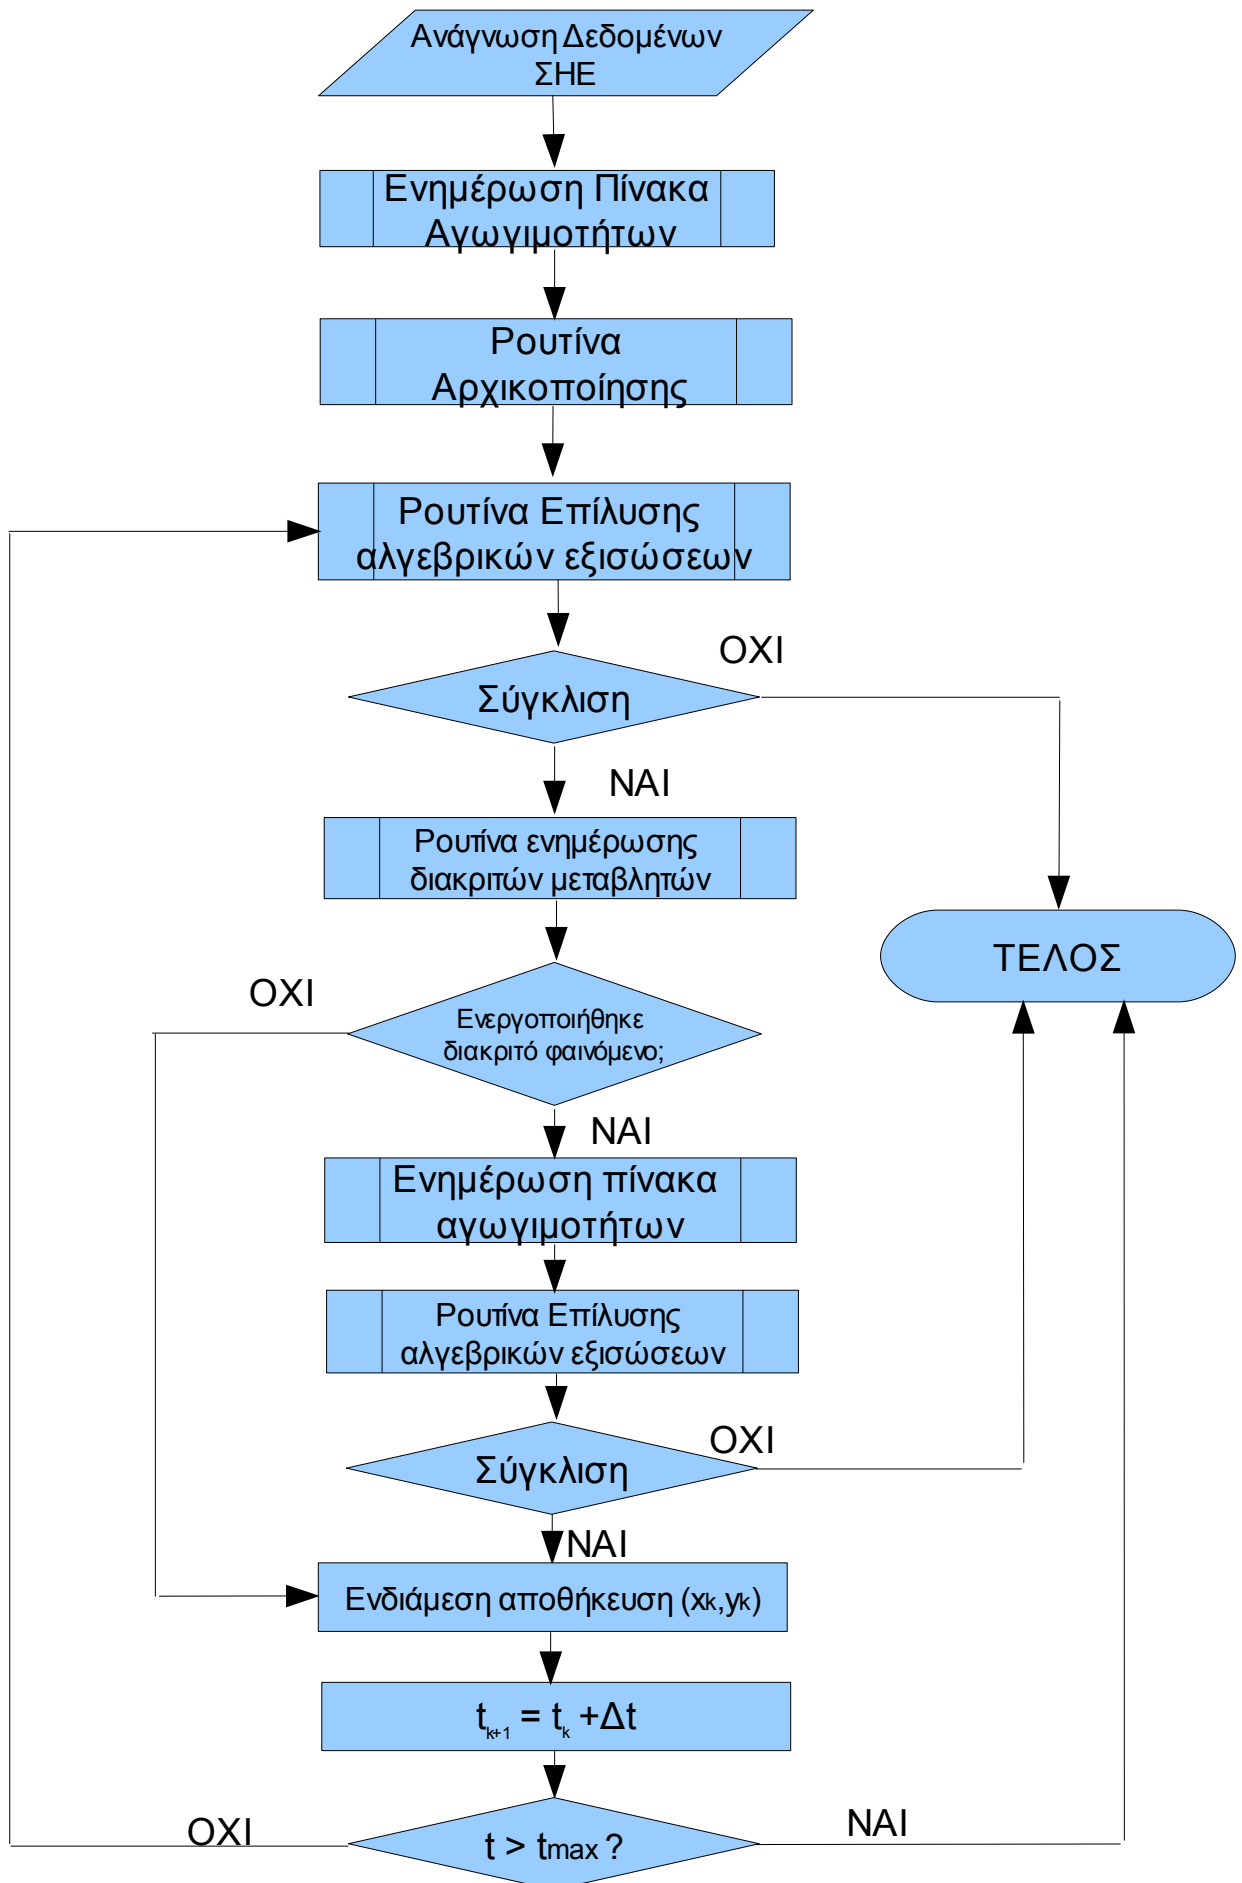 Ανάγνωση Δεδομένων
ΣΗΕ
Ενημέρωση Πίνακα
Αγωγιμοτήτων
Ρουτίνα
Αρχικοποίησης
Ρουτίνα Επίλυσης
αλγεβρικών εξισώσεων
ΟΧΙ
Σύγκλιση
ΝΑΙ
Ρουτίνα ενημέρωσης
διακριτών μεταβλητών
ΤΕΛΟΣ
ΟΧΙ
Ενεργοποιήθηκε
διακριτό φαινόμενο;
ΝΑΙ
Ενημέρωση πίνακα
αγωγιμοτήτων
Ρουτίνα Επίλυσης
αλγεβρικών εξισώσεων
ΟΧΙ
Σύγκλιση
ΝΑΙ
Ενδιάμεση αποθήκευση (xk,yk)
tk+1 = tk +Δt
ΟΧΙ
ΝΑΙ
t > tmax ?